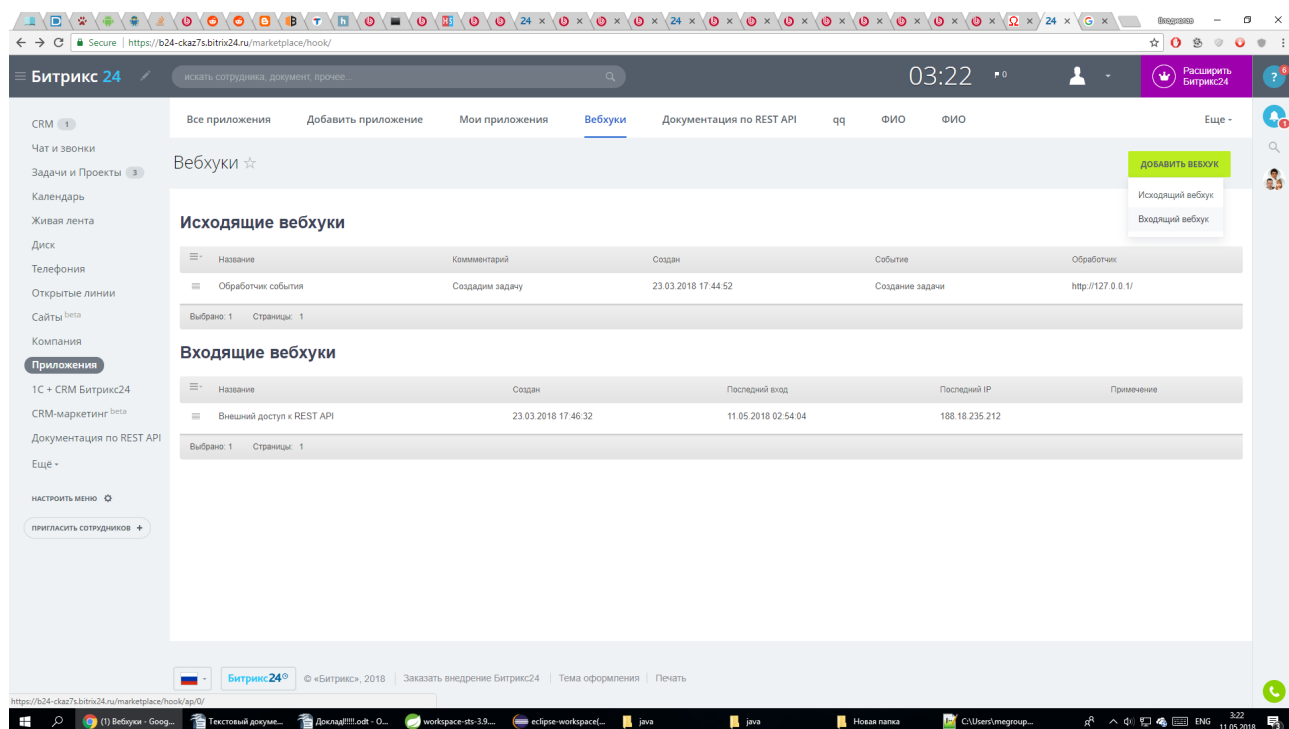 24 × 24 × 24 ×
Secure | https://b24-ckaz7s.bitrix24.ru/marketplace/hook/
Битрикс 24 искать сотрудника, документ, прочее... 03:22 0 Расширить Битрикс24 ? 6
CRM 1
Чат и звонки
Задачи и Проекты 3
Календарь
Живая лента
Диск
Телефония
Открытые линии
Сайты beta
Компания
Приложения
1С + CRM Битрикс24
CRM-маркетинг beta
Документация по REST API
Ещё
НАСТРОИТЬ МЕНЮ
ПРИГЛАСИТЬ СОТРУДНИКОВ +
Все приложения Добавить приложение Мои приложения Вебхуки Документация по REST API qq ФИО ФИО Еще
1
Вебхуки
ДОБАВИТЬ ВЕБХУК
Исходящий вебхук
Входящий вебхук
Исходящие вебхуки
Название Коммментарий Создан Событие Обработчик
Обработчик события Создадим задачу 23.03.2018 17:44:52 Создание задачи http://127.0.0.1/
Выбрано: 1 Страницы: 1
Входящие вебхуки
Название Создан Последний вход Последний IP Примечение
Внешний доступ к REST API 23.03.2018 17:46:32 11.05.2018 02:54:04 188.18.235.212
Выбрано: 1 Страницы: 1
Битрикс24 © «Битрикс», 2018 Заказать внедрение Битрикс24 Тема оформления Печать
https://b24-ckaz7s.bitrix24.ru/marketplace/hook/ap/0/
(1) Вебхуки - Goog... Текстовый докуме... Доклад!!!!!.odt - O... workspace-sts-3.9.... eclipse-workspace(... java java Новая папка C:\Users\megroup... ENG 3:22
11.05.2018